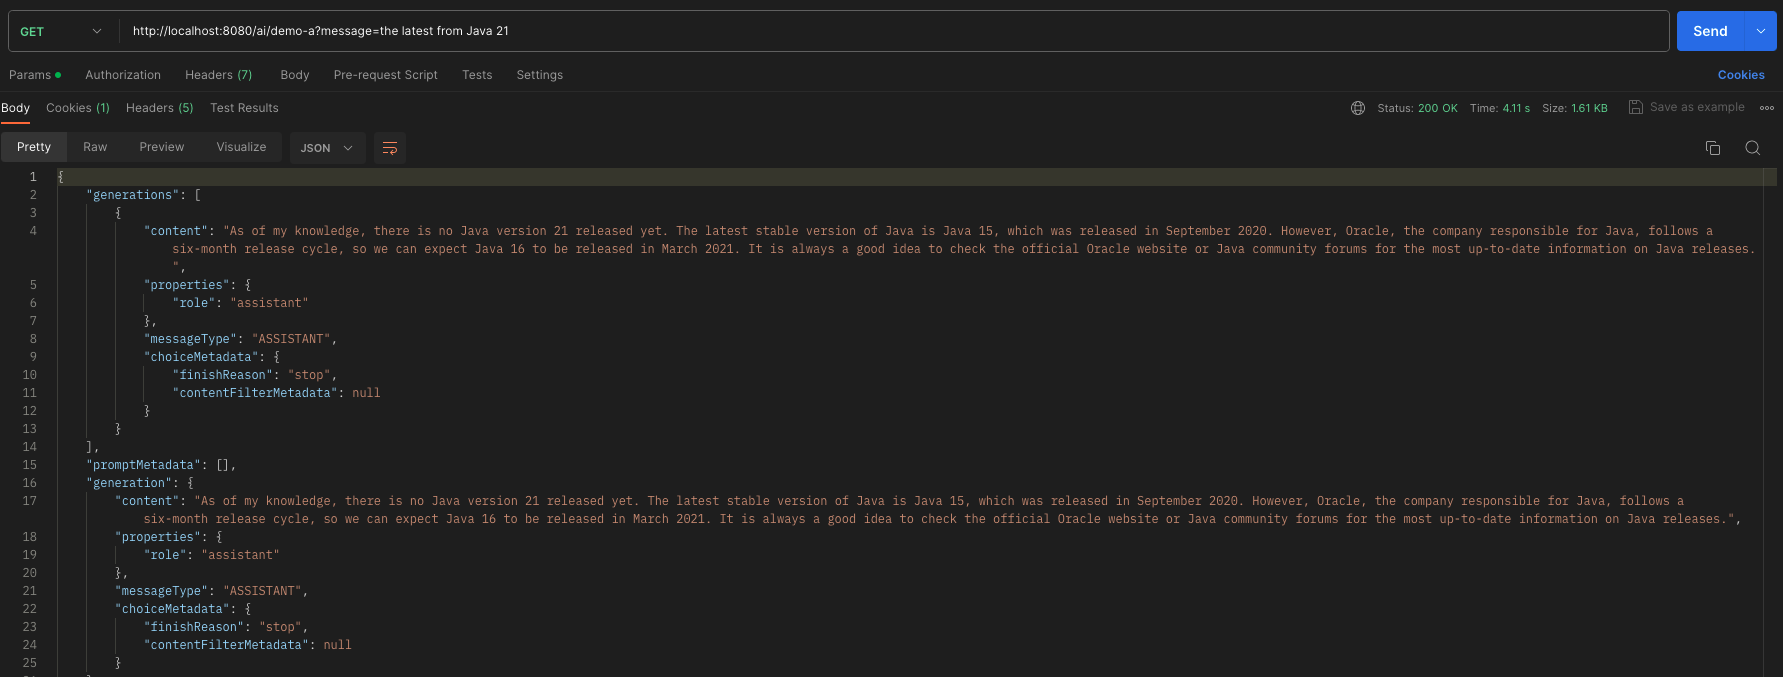 GET http://localhost:8080/ai/demo-a?message=the latest from Java 21 Send
Params Authorization Headers (7) Body Pre-request Script Tests Settings Cookies
Body Cookies (1) Headers (5) Test Results Status: 200 OK Time: 4.11 s Size: 1.61 KB Save as example
Pretty Raw Preview Visualize JSON
1 {
2 "generations": [
3 {
4 "content": "As of my knowledge, there is no Java version 21 released yet. The latest stable version of Java is Java 15, which was released in September 2020. However, Oracle, the company responsible for Java, follows a
six-month release cycle, so we can expect Java 16 to be released in March 2021. It is always a good idea to check the official Oracle website or Java community forums for the most up-to-date information on Java releases.
",
5 "properties": {
6 "role": "assistant"
7 },
8 "messageType": "ASSISTANT",
9 "choiceMetadata": {
10 "finishReason": "stop",
11 "contentFilterMetadata": null
12 }
13 }
14 ],
15 "promptMetadata": [],
16 "generation": {
17 "content": "As of my knowledge, there is no Java version 21 released yet. The latest stable version of Java is Java 15, which was released in September 2020. However, Oracle, the company responsible for Java, follows a
six-month release cycle, so we can expect Java 16 to be released in March 2021. It is always a good idea to check the official Oracle website or Java community forums for the most up-to-date information on Java releases.",
18 "properties": {
19 "role": "assistant"
20 },
21 "messageType": "ASSISTANT",
22 "choiceMetadata": {
23 "finishReason": "stop",
24 "contentFilterMetadata": null
25 }